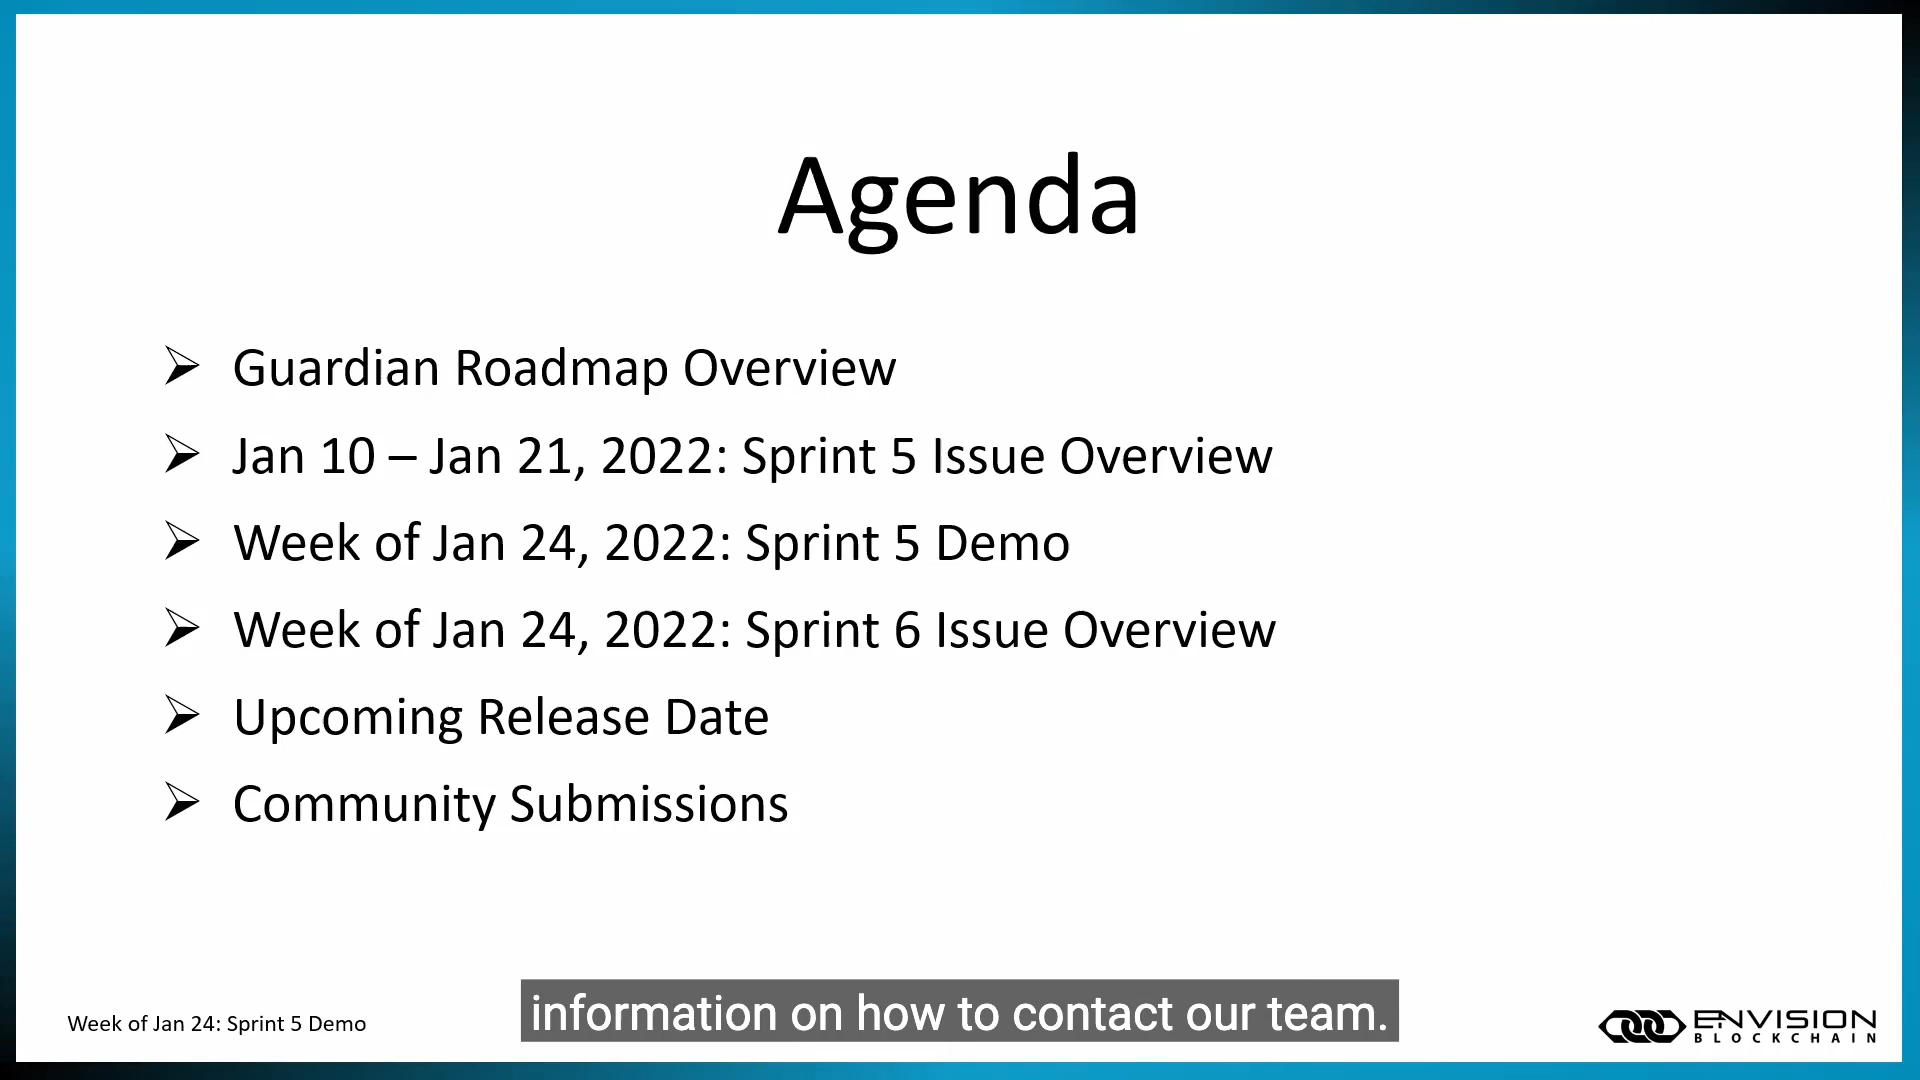 Agenda
Guardian Roadmap Overview
Jan 10 – Jan 21, 2022: Sprint 5 Issue Overview
Week of Jan 24, 2022: Sprint 5 Demo
Week of Jan 24, 2022: Sprint 6 Issue Overview
Upcoming Release Date
Community Submissions
information on how to contact our team.
Week of Jan 24: Sprint 5 Demo
ENVISION
BLOCKCHAIN